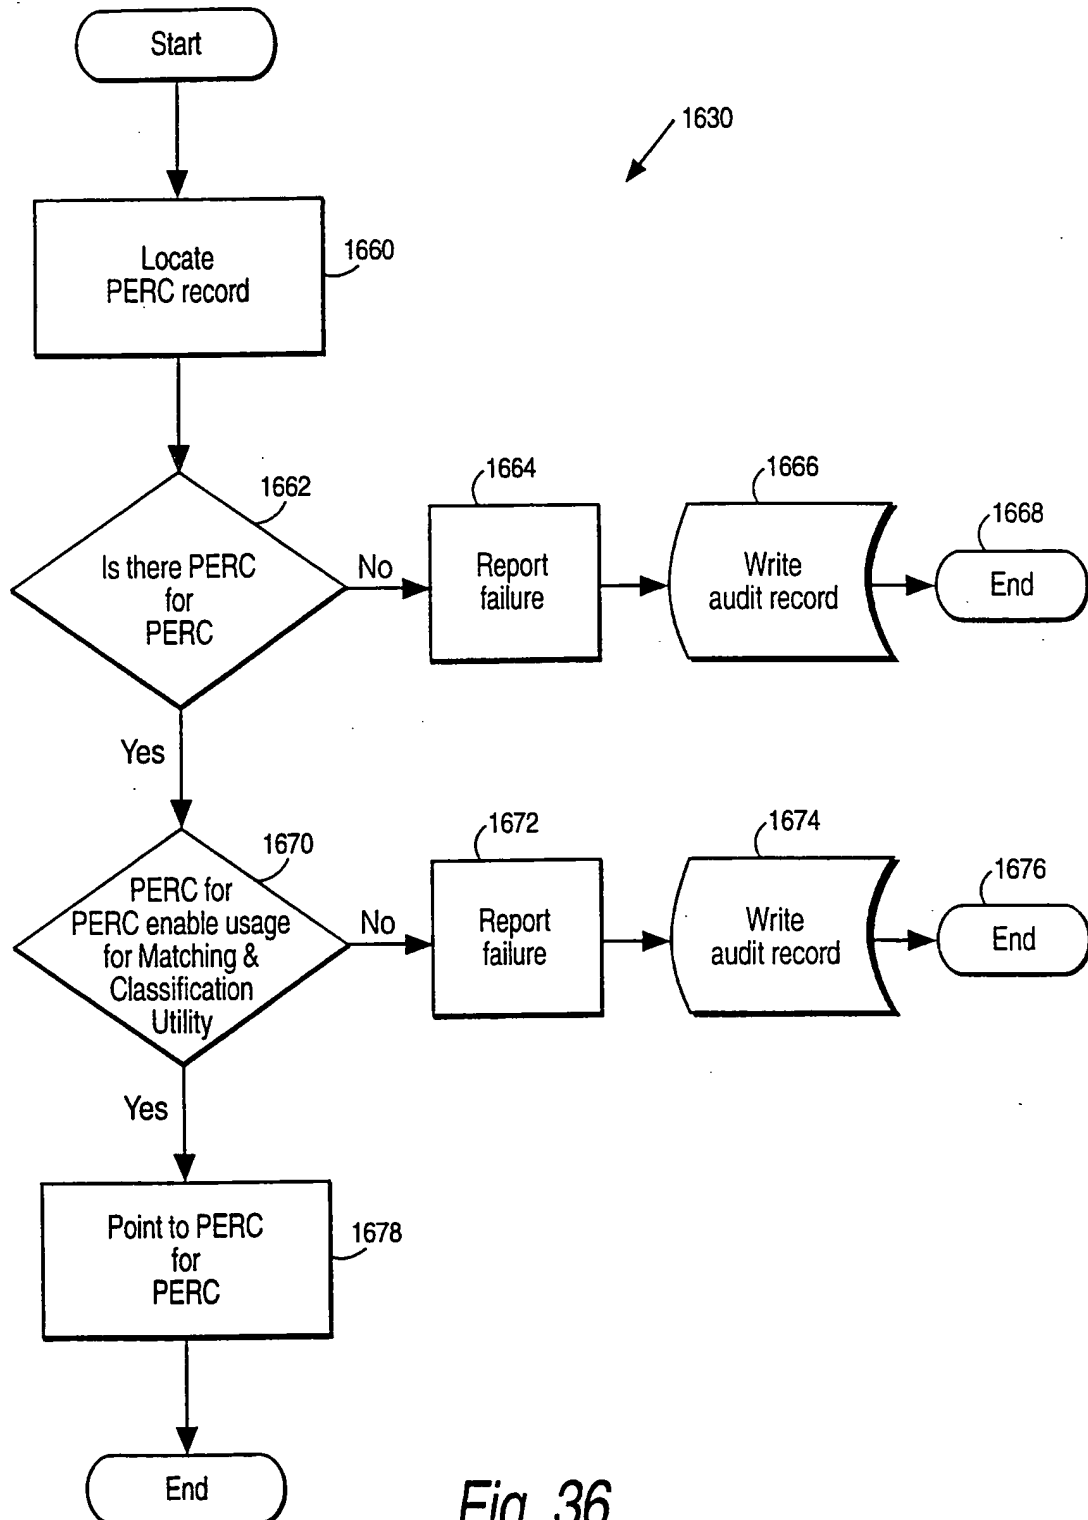 Start
1630
Locate
PERC record
1660
1662
Is there PERC
for
PERC
No
1664
Report
failure
1666
Write
audit record
1668
End
Yes
1670
PERC for
PERC enable usage
for Matching &
Classification
Utility
No
1672
Report
failure
1674
Write
audit record
1676
End
Yes
Point to PERC
for
PERC
1678
End
Fig. 36